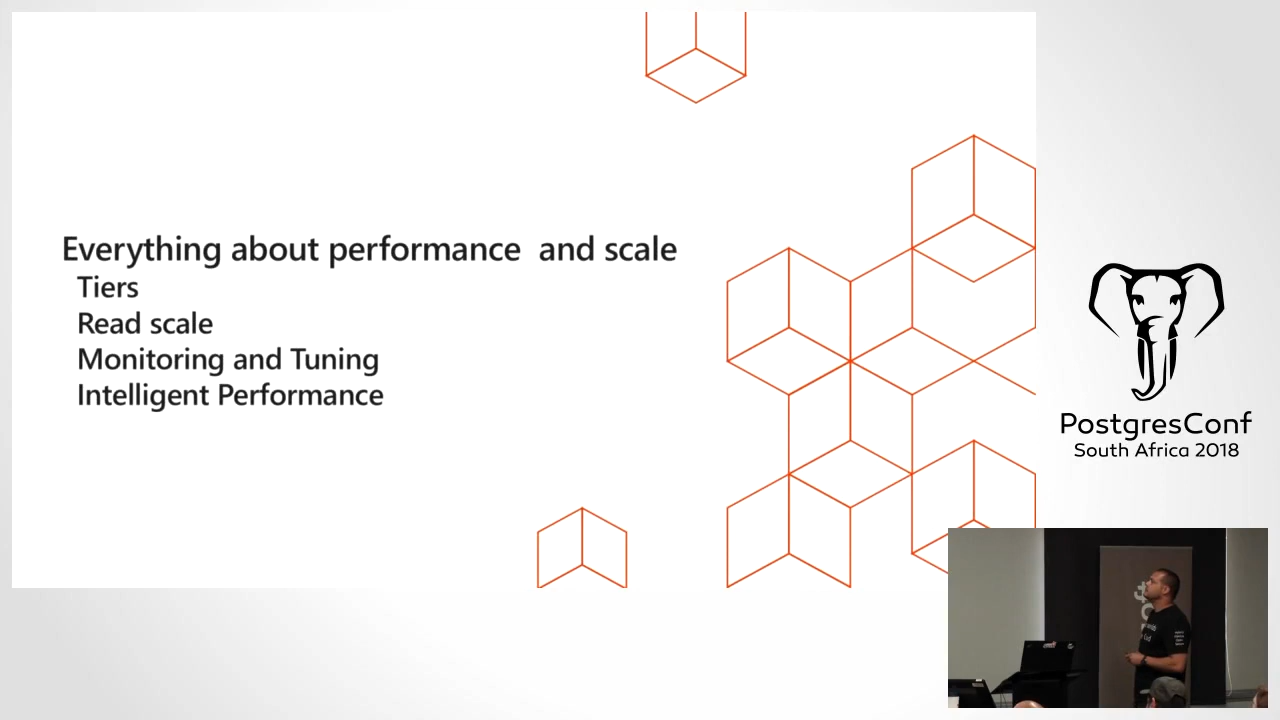 Everything about performance  and scale
Tiers
Read scale
Monitoring and Tuning
Intelligent Performance
PostgresConf
South Africa 2018